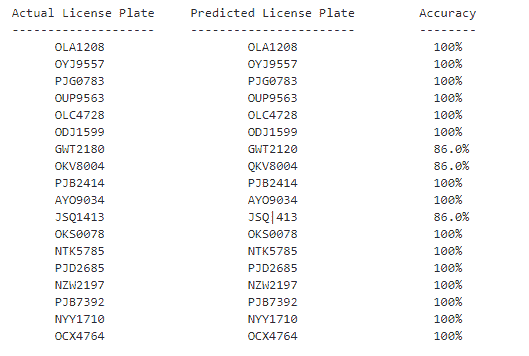 Actual License Plate Predicted License Plate Accuracy
-------------------- ----------------------- --------
OLA1208 OLA1208 100%
OYJ9557 OYJ9557 100%
PJG0783 PJG0783 100%
OUP9563 OUP9563 100%
OLC4728 OLC4728 100%
ODJ1599 ODJ1599 100%
GWT2180 GWT2120 86.0%
OKV8004 QKV8004 86.0%
PJB2414 PJB2414 100%
AYO9034 AYO9034 100%
JSQ1413 JSQ|413 86.0%
OKS0078 OKS0078 100%
NTK5785 NTK5785 100%
PJD2685 PJD2685 100%
NZW2197 NZW2197 100%
PJB7392 PJB7392 100%
NYY1710 NYY1710 100%
OCX4764 OCX4764 100%